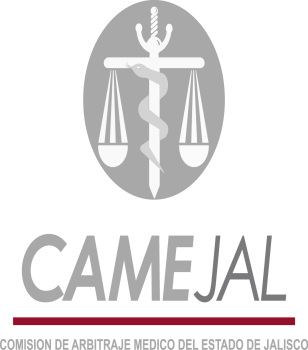 CAMEJAL
COMISION DE ARBITRAJE MEDICO DEL ESTADO DE JALISCO